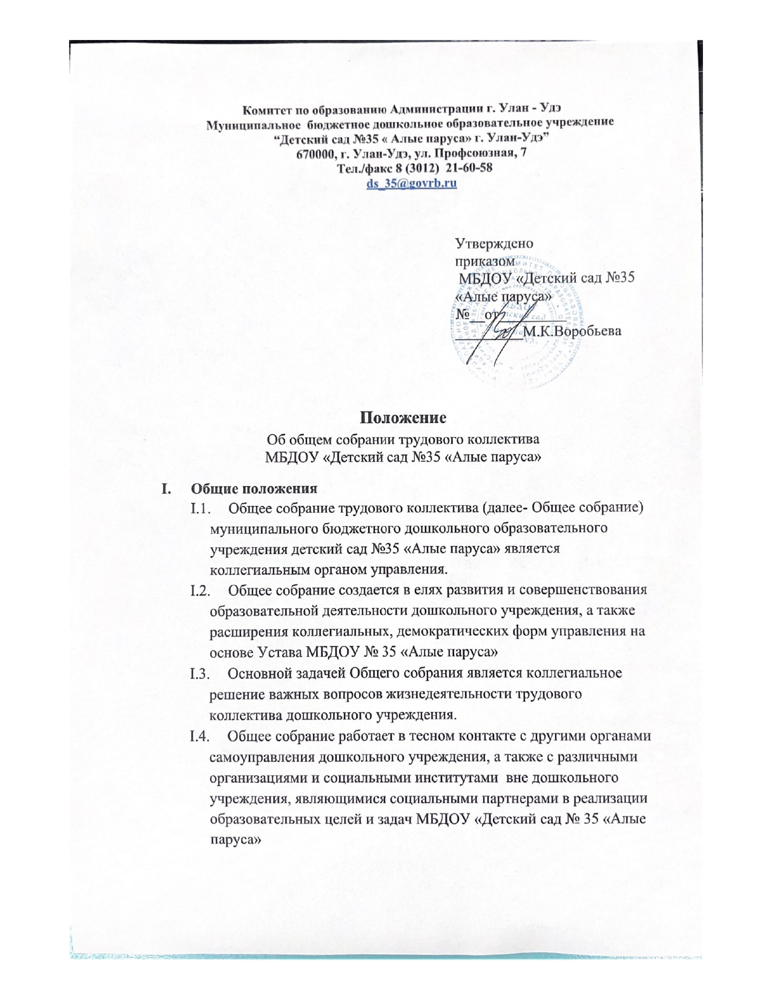 Комитет по образованию Администрации г. Улан - Удэ
Муниципальное бюджетное дошкольное образовательное учреждение
“Детский сад №35 « Алые паруса» г. Улан-Удэ”
670000, г. Улан-Удэ, ул. Профсоюзная, 7
Тел./факс 8 (3012) 21-60-58
ds_35@govrb.ru
Утверждено
приказом
МБДОУ «Детский сад №35
«Алые паруса»
№__от_________
_________М.К.Воробьева
Положение
Об общем собрании трудового коллектива
МБДОУ «Детский сад №35 «Алые паруса»
I. Общие положения
I.1. Общее собрание трудового коллектива (далее- Общее собрание)
муниципального бюджетного дошкольного образовательного
учреждения детский сад №35 «Алые паруса» является
коллегиальным органом управления.
I.2. Общее собрание создается в елях развития и совершенствования
образовательной деятельности дошкольного учреждения, а также
расширения коллегиальных, демократических форм управления на
основе Устава МБДОУ № 35 «Алые паруса»
I.3. Основной задачей Общего собрания является коллегиальное
решение важных вопросов жизнедеятельности трудового
коллектива дошкольного учреждения.
I.4. Общее собрание работает в тесном контакте с другими органами
самоуправления дошкольного учреждения, а также с различными
организациями и социальными институтами вне дошкольного
учреждения, являющимися социальными партнерами в реализации
образовательных целей и задач МБДОУ «Детский сад № 35 «Алые
паруса»